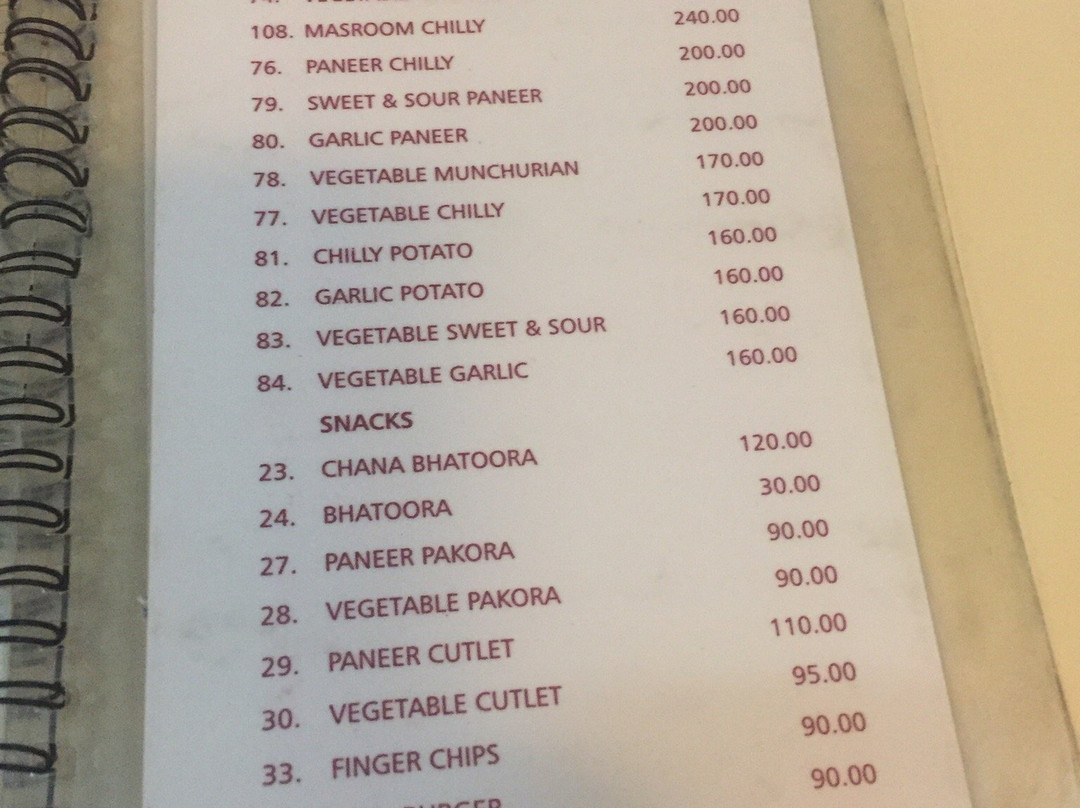 108. MASROOM CHILLY 240.00
76. PANEER CHILLY 200.00
79. SWEET & SOUR PANEER 200.00
80. GARLIC PANEER 200.00
78. VEGETABLE MUNCHURIAN 170.00
77. VEGETABLE CHILLY 170.00
81. CHILLY POTATO 160.00
82. GARLIC POTATO 160.00
83. VEGETABLE SWEET & SOUR 160.00
84. VEGETABLE GARLIC 160.00
SNACKS
23. CHANA BHATOORA 120.00
24. BHATOORA 30.00
27. PANEER PAKORA 90.00
28. VEGETABLE PAKORA 90.00
29. PANEER CUTLET 110.00
30. VEGETABLE CUTLET 95.00
33. FINGER CHIPS 90.00
BURGER 90.00